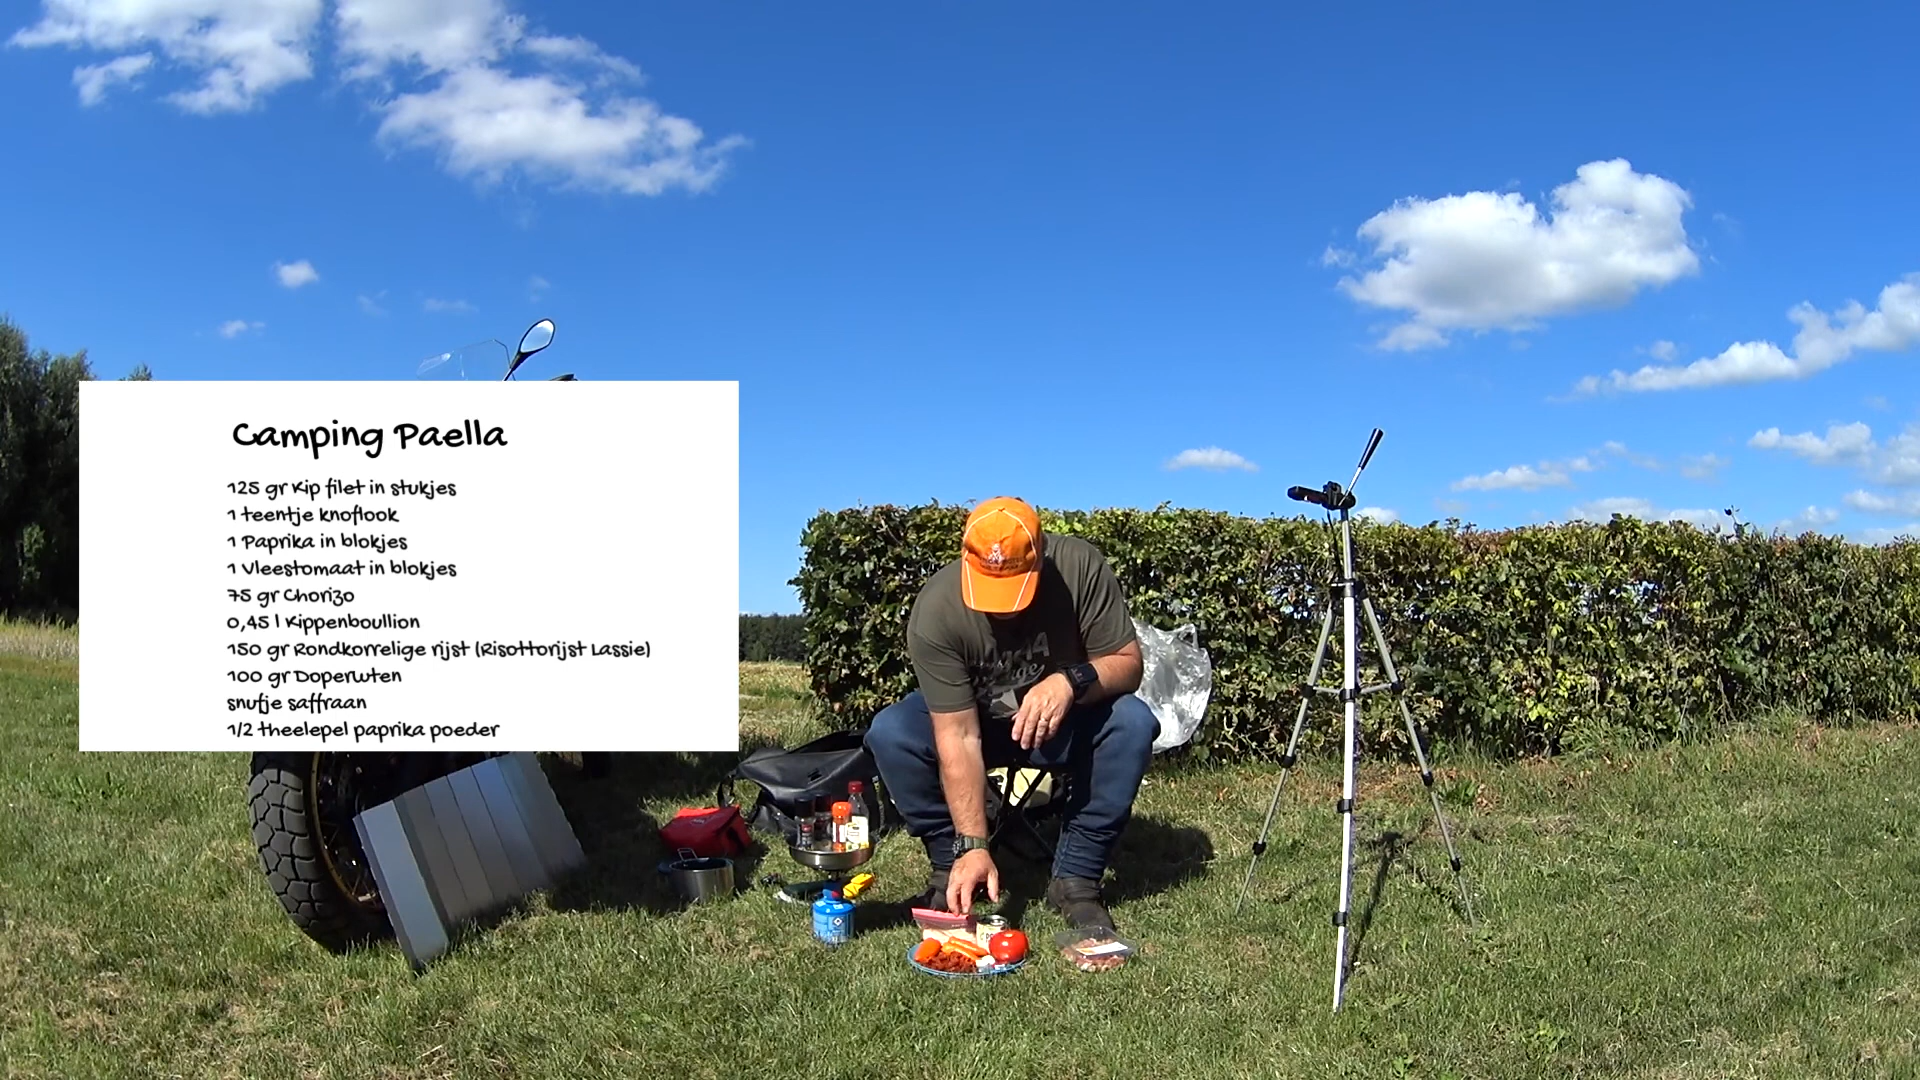 Camping Paella
125 gr Kip filet in stukjes
1 teentje knoflook
1 Paprika in blokjes
1 Vleestomaat in blokjes
75 gr Chorizo
0,45 l Kippenboullion
150 gr Rondkorrelige rijst (Risottorijst Lassie)
100 gr Doperwten
snufje saffraan
1/2 theelepel paprika poeder